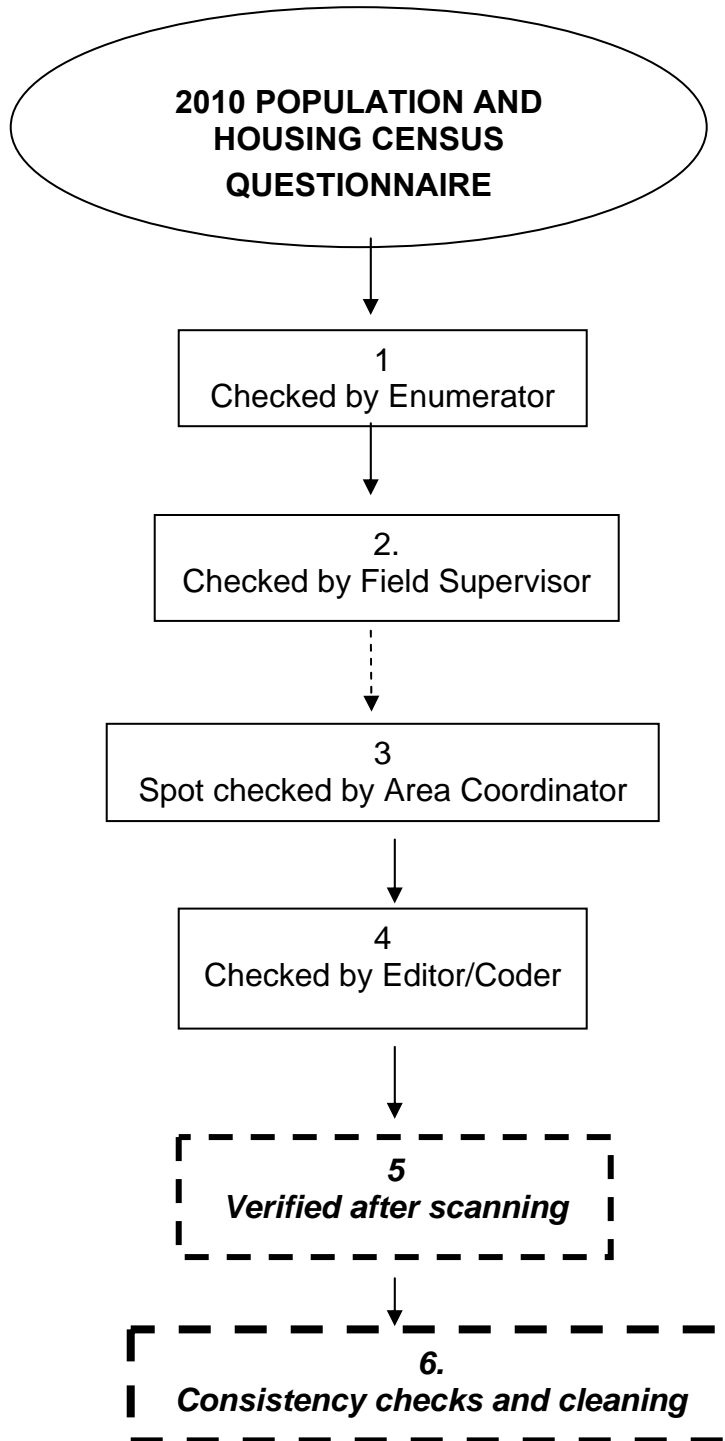 2010 POPULATION AND
HOUSING CENSUS
QUESTIONNAIRE
1
Checked by Enumerator
2.
Checked by Field Supervisor
3
Spot checked by Area Coordinator
4
Checked by Editor/Coder
5
Verified after scanning
6.
Consistency checks and cleaning